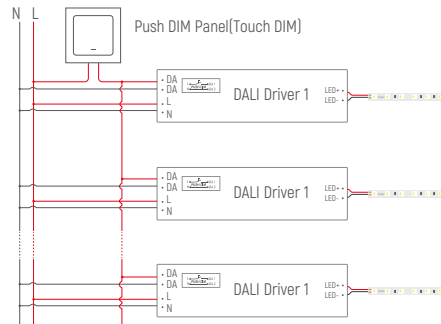 N L
Push DIM Panel(Touch DIM)
DA
DA
L
N
DALI Driver 1
LED+
LED-
DA
DA
L
N
DALI Driver 1
LED+
LED-
DA
DA
L
N
DALI Driver 1
LED+
LED-